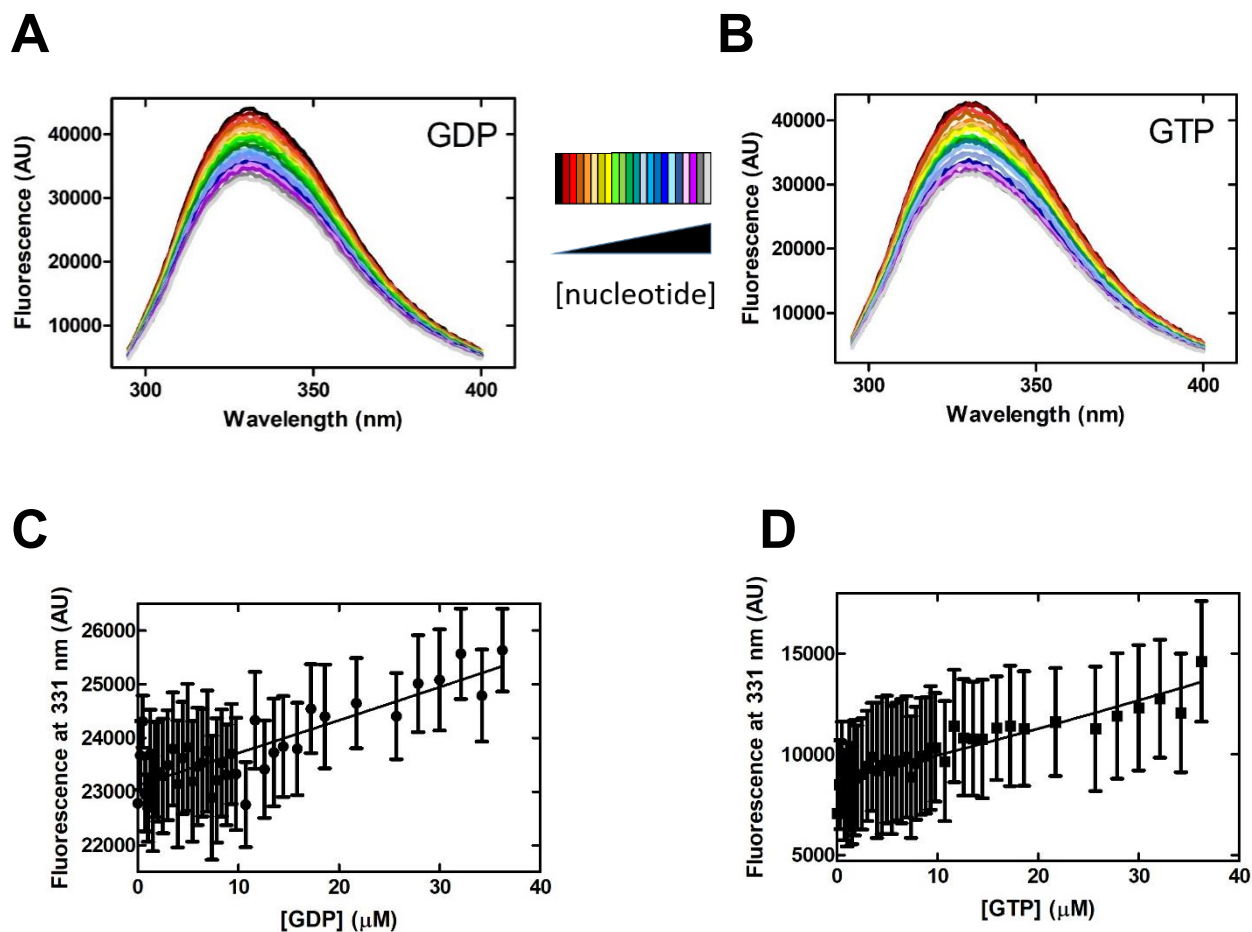 A
B
Fluorescence (AU)
40000
30000
20000
10000
GDP
300
350
400
Wavelength (nm)
[nucleotide]
Fluorescence (AU)
40000
30000
20000
10000
GTP
300
350
400
Wavelength (nm)
C
D
Fluorescence at 331 nm (AU)
26000
25000
24000
23000
22000
0
10
20
30
40
[GDP] (μM)
Fluorescence at 331 nm (AU)
15000
10000
5000
0
10
20
30
40
[GTP] (μM)